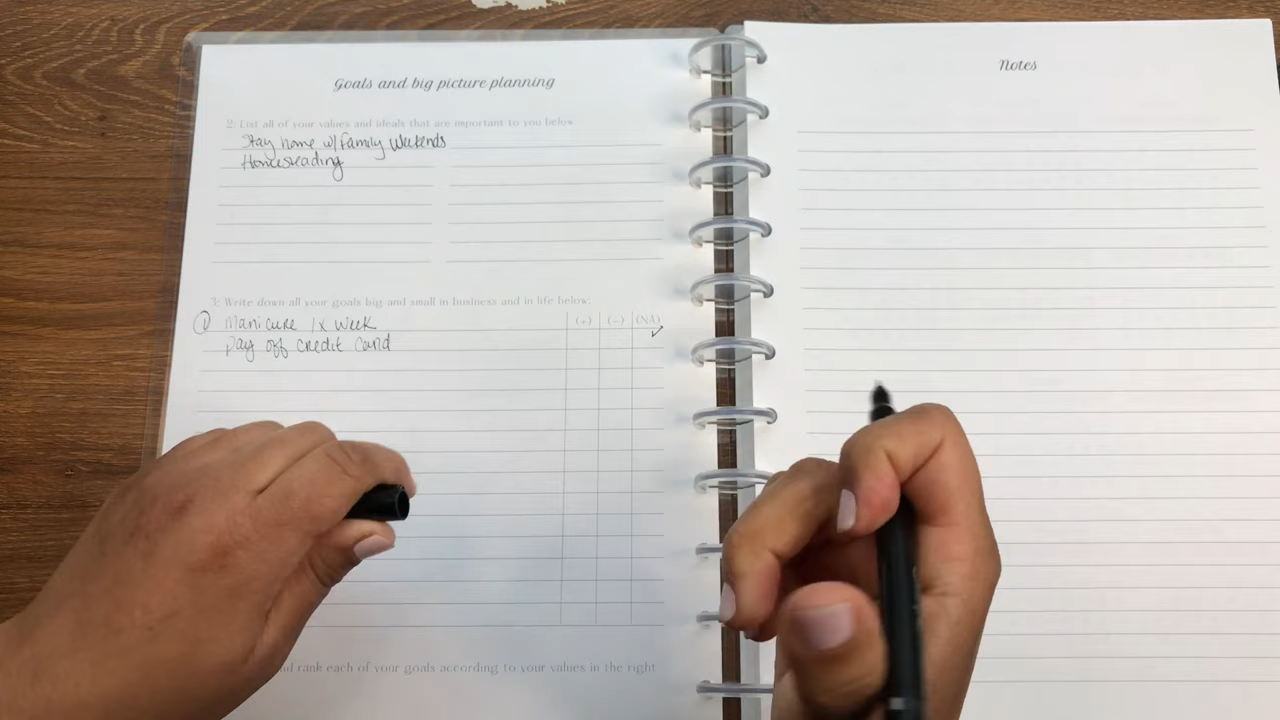 Goals and big picture planning
2: List all of your values and ideals that are important to you below
Stay home w/ family weekends
Homesteading
3: Write down all your goals big and small in business and in life below:
(+) (-) (NA)
① Manicure 1x week ✓
Pay off credit card
nd rank each of your goals according to your values in the right
Notes